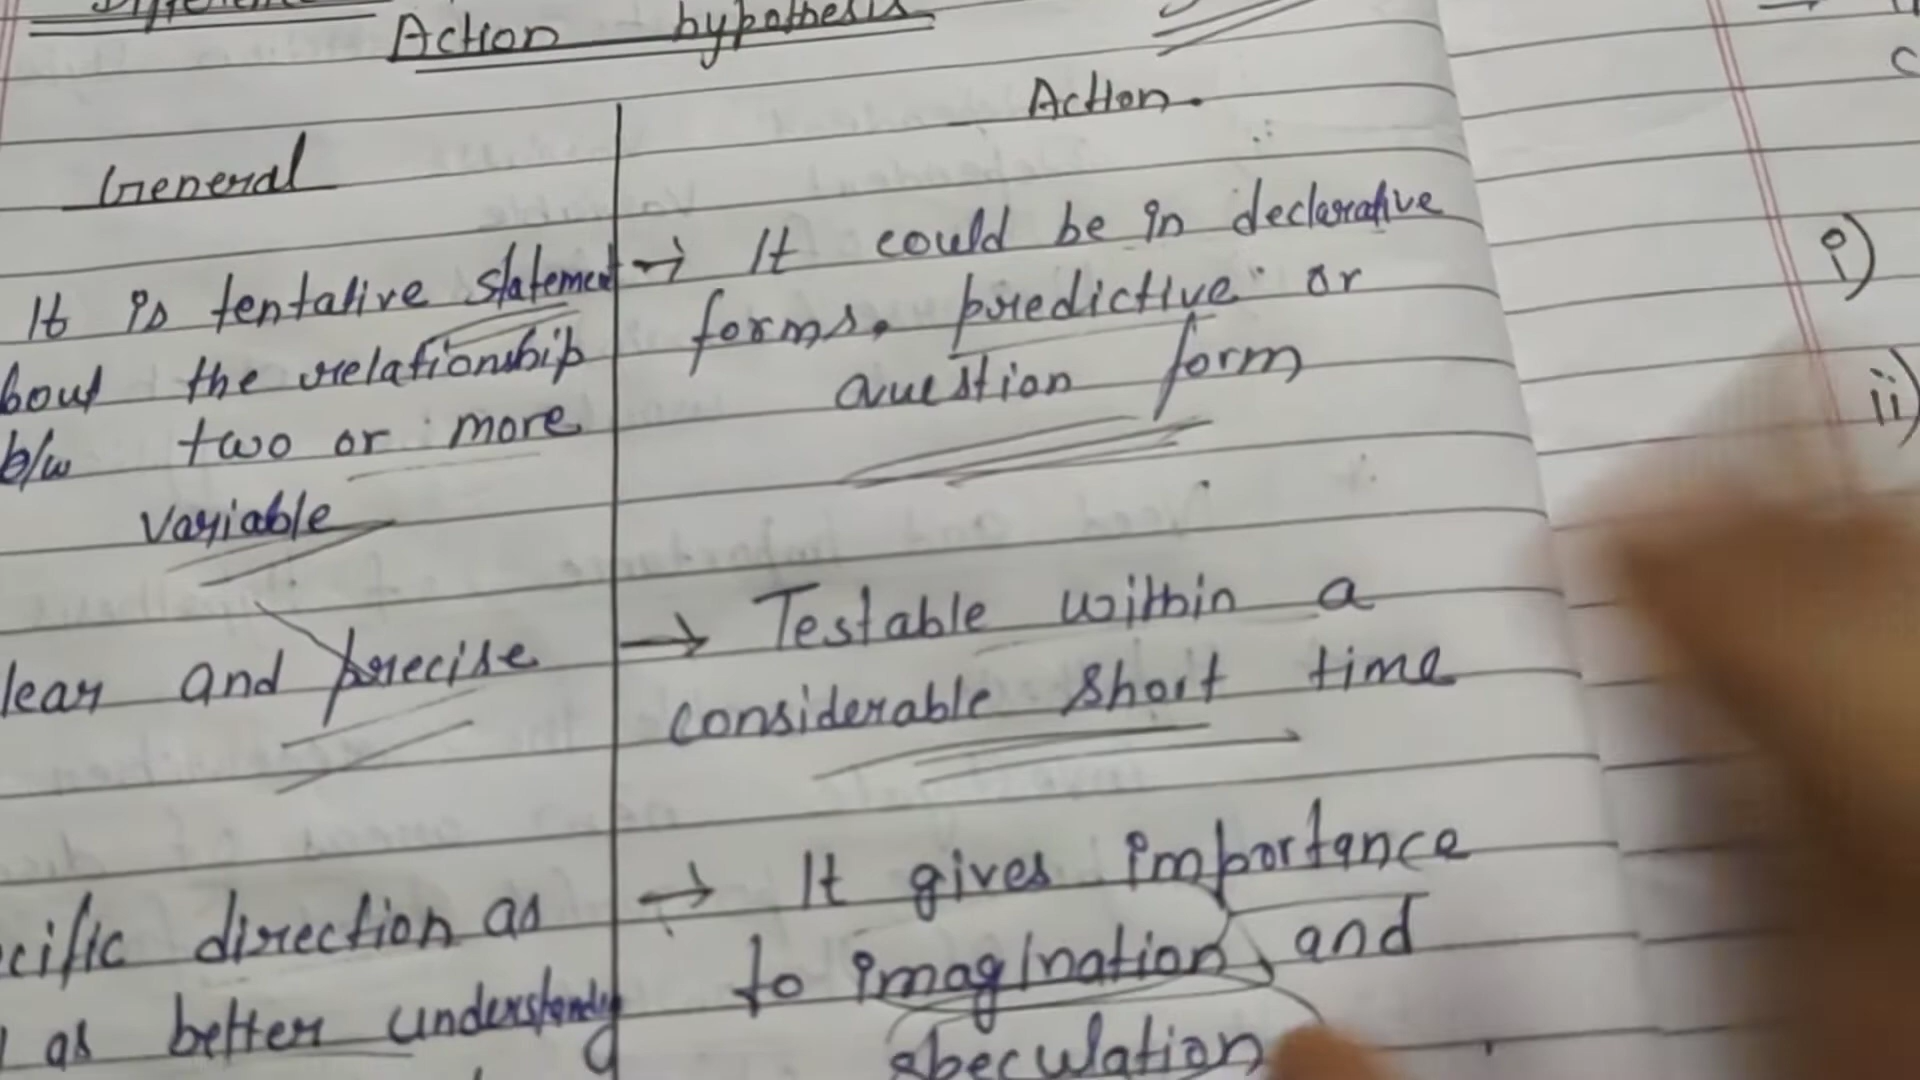 Action hypothesis
General
It is tentative statement
bout the relationship
b/w two or more
variable
lear and precise
cific direction as
as better understanding
Action.
→ It could be in declarative
forms, predictive or
question form
→ Testable within a
considerable short time
→ It gives importance
to imagination, and
speculation
i)
ii)